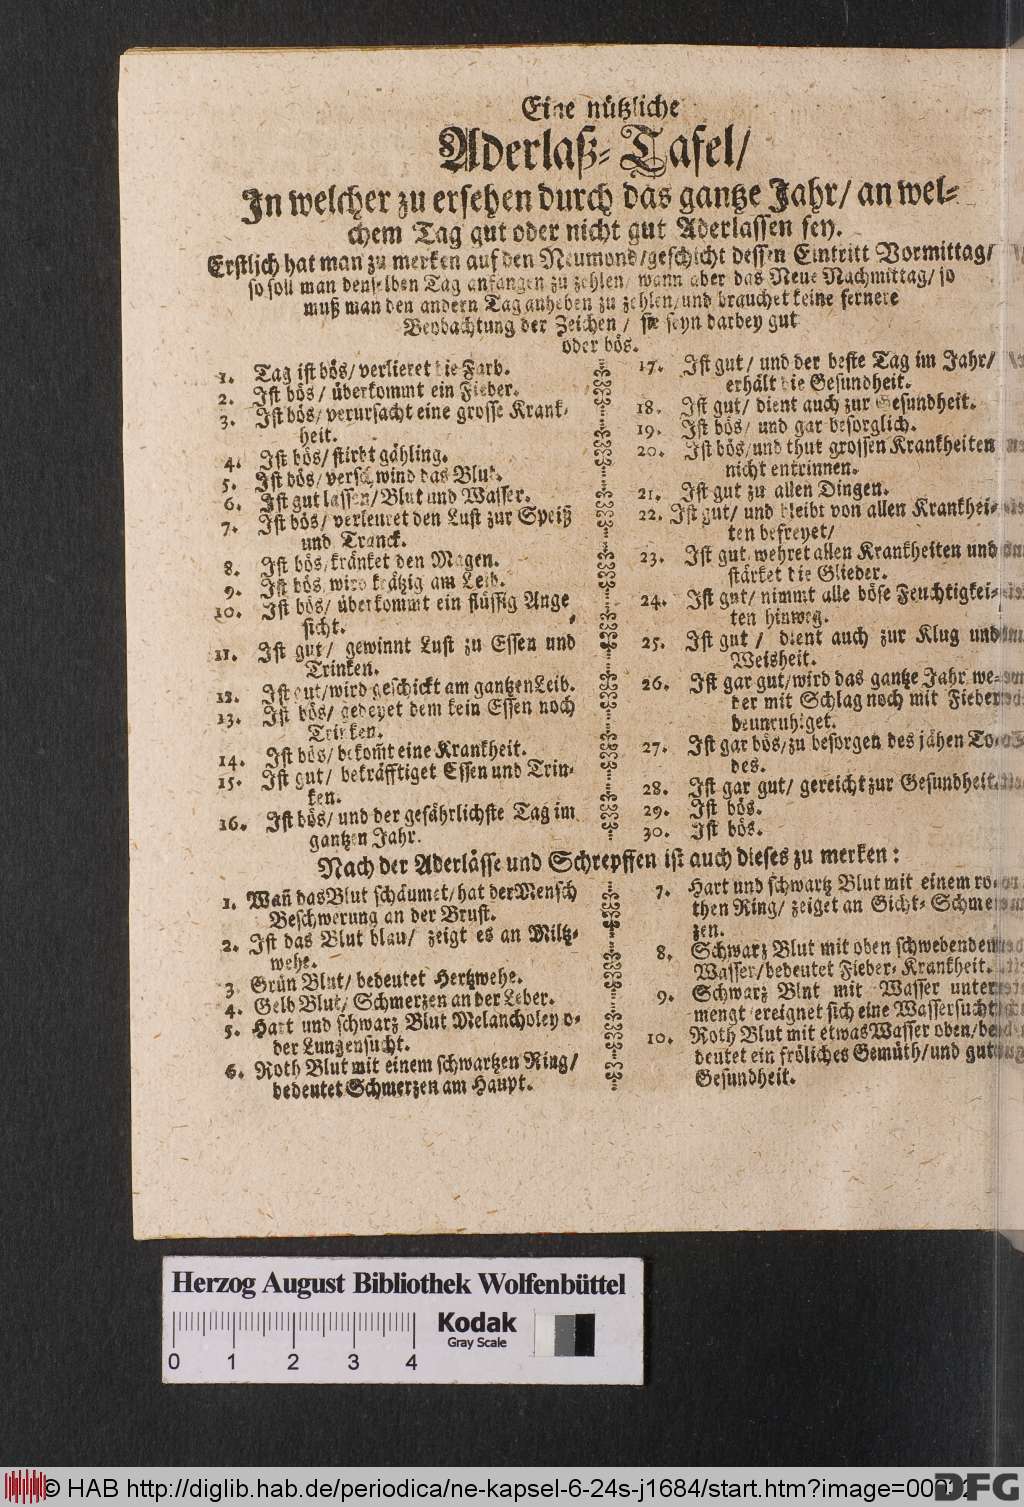 Eine nützliche
Aderlaß-Tafel/
In welcher zu ersehen durch das gantze Jahr/ an wel-
chem Tag gut oder nicht gut Aderlassen sey.
Erstlich hat man zu merken auf den Neumond/geschicht dessen Eintritt Vormittag/
so soll man denselben Tag anfangen zu zehlen/ wann aber das Neue Nachmittag/ so
muß man den andern Tag anheben zu zehlen/und brauchet keine fernere
Beobachtung der Zeichen / sie seyn darbey gut
oder bös.
1. Tag ist bös/ verlieret die Farb.
2. Ist bös/ überkommt ein Fieber.
3. Ist bös/ verursacht eine grosse Krank-
heit.
4. Ist bös/ stirbt gähling.
5. Ist bös/ verschwind das Blut.
6. Ist gut lassen/ Blut und Wasser.
7. Ist bös/ verleuret den Lust zur Speiß
und Tranck.
8. Ist bös/ kränket den Magen.
9. Ist bös/ wird krätzig am Leib.
10. Ist bös/ überkommt ein flüssig Ange
sicht.
11. Ist gut/ gewinnt Lust zu Essen und
Trinken.
12. Ist gut/wird geschickt am gantzen Leib.
13. Ist bös/ gedeyet dem kein Essen noch
Trinken.
14. Ist bös/ bekom̃t eine Krankheit.
15. Ist gut/ bekräfftiget Essen und Trin-
ken.
16. Ist bös/ und der gefährlichste Tag im
gantzen Jahr.
17. Ist gut/ und der beste Tag im Jahr/
erhält die Gesundheit.
18. Ist gut/ dient auch zur Gesundheit.
19. Ist bös/ und gar besorglich.
20. Ist bös/und thut grossen Krankheiten
nicht entrinnen.
21. Ist gut zu allen Dingen.
22. Ist gut/ und bleibt von allen Krankhei-
ten befreyet/
23. Ist gut, wehret allen Krankheiten und
stärket die Glieder.
24. Ist gut/ nimmt alle böse Feuchtigkei-
ten hinweg.
25. Ist gut / dient auch zur Klug und
Weisheit.
26. Ist gar gut/wird das gantze Jahr we-
der mit Schlag noch mit Fieber
beunruhiget.
27. Ist gar bös/zu besorgen des jähen To-
des.
28. Ist gar gut/ gereicht zur Gesundheit.
29. Ist bös.
30. Ist bös.
Nach der Aderlässe und Schrepffen ist auch dieses zu merken:
1. Wañ das Blut schäumet/ hat der Mensch
Beschwerung an der Brust.
2. Ist das Blut blau/ zeigt es an Miltz-
wehe.
3 Grün Blut/ bedeutet Hertzwehe.
4. Gelb Blut/ Schmerzen an der Leber.
5. Hart und schwarz Blut Melancholey o-
der Lungensucht.
6. Roth Blut mit einem schwartzen Ring/
bedeutet Schmerzen am Haupt.
7. Hart und schwartz Blut mit einem ro-
then Ring/ zeiget an Gicht-Schmer-
zen.
8. Schwarz Blut mit oben schwebenden
Wasser/bedeutet Fieber-Krankheit.
9. Schwarz Blnt mit Wasser unter
mengt/ereignet sich eine Wassersucht
10. Roth Blut mit etwas Wasser oben/be-
deutet ein fröliches Gemüth/und gut
Gesundheit.
Herzog August Bibliothek Wolfenbüttel
Kodak
Gray Scale
0 1 2 3 4
© HAB http://diglib.hab.de/periodica/ne-kapsel-6-24s-j1684/start.htm?image=000
DFG